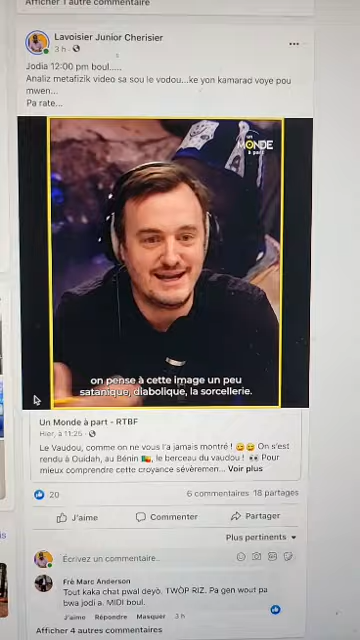 Afficher 1 autre commentaire
Lavoisier Junior Cherisier
3 h ·
Jodia 12:00 pm boul.....
Analiz metafizik video sa sou le vodou...ke yon kamarad voye pou
mwen...
Pa rate...
UN
MONDE
à part
on pense à cette image un peu
satanique, diabolique, la sorcellerie.
Un Monde à part - RTBF
Hier, à 11:25 ·
Le Vaudou, comme on ne vous l'a jamais montré ! 😄😄 On s'est
rendu à Ouidah, au Bénin 🇧🇯, le berceau du vaudou! 👀 Pour
mieux comprendre cette croyance sévèremen... Voir plus
20
6 commentaires 18 partages
J'aime Commenter Partager
Plus pertinents
Écrivez un commentaire...
Frè Marc Anderson
Tout kaka chat pwal deyò. TWÒP RIZ. Pa gen wout pa
bwa jodi a. MIDI boul.
J'aime Répondre Masquer 3 h
Afficher 4 autres commentaires